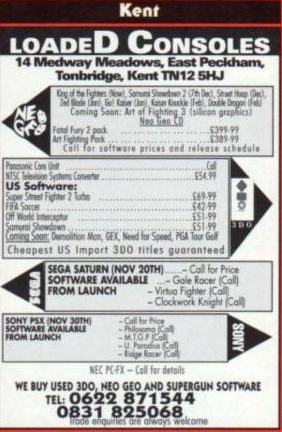 Kent
LOADED CONSOLES
14 Medway Meadows, East Peckham,
Tonbridge, Kent TN12 5HJ
NEO GEO
King of the Fighters (Now), Samurai Showdown 2 (7th Dec), Street Hoop (Dec),
Zed Blade (Jan), Go! Kaiser (Jan), Kaiser Knuckle (Feb), Double Dragon (Feb)
Coming Soon: Art of Fighting 3 (silicon graphics)
Neo Geo CD
Fatal Fury 2 pack ...................... £399-99
Art Fighting Pack ...................... £389-99
Call for software prices and release schedule
Panasonic Core Unit ...................... Call
NTSC Television Systems Converter ...................... £54.99
US Software:
Super Street Fighter 2 Turbo ...................... £69-99
FIFA Soccer ...................... £42-99
Off World Interceptor ...................... £51-99
Samurai Showdown ...................... £51-99
Coming Soon: Demolition Man, GEX, Need for Speed, PGA Tour Golf
Cheapest US Import 3DO titles guaranteed
3DO
SEGA
SEGA SATURN (NOV 20TH)......– Call for Price
SOFTWARE AVAILABLE ...– Gale Racer (Call)
FROM LAUNCH – Virtua Fighter (Call)
– Clockwork Knight (Call)
SONY PSX (NOV 30TH) – Call for Price
SOFTWARE AVAILABLE – Philosoma (Call)
FROM LAUNCH – M.T.G.P (Call)
– U. Parodius (Call)
– Ridge Racer (Call)
SONY
NEC PC-FX – Call for details
WE BUY USED 3DO, NEO GEO AND SUPERGUN SOFTWARE
TEL: 0622 871544
0831 825068
Trade enquiries are always welcome